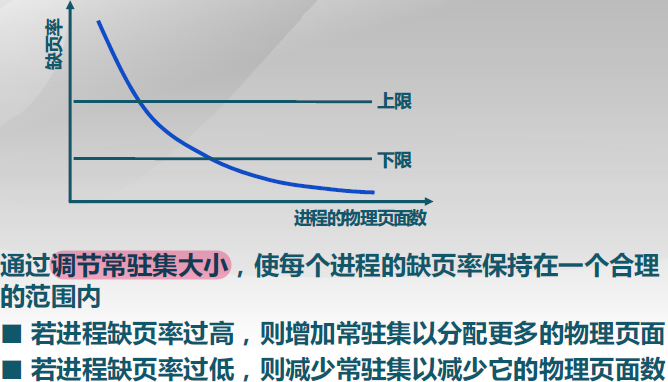 缺页率
上限
下限
进程的物理页面数
通过调节常驻集大小，使每个进程的缺页率保持在一个合理
的范围内
■ 若进程缺页率过高，则增加常驻集以分配更多的物理页面
■ 若进程缺页率过低，则减少常驻集以减少它的物理页面数